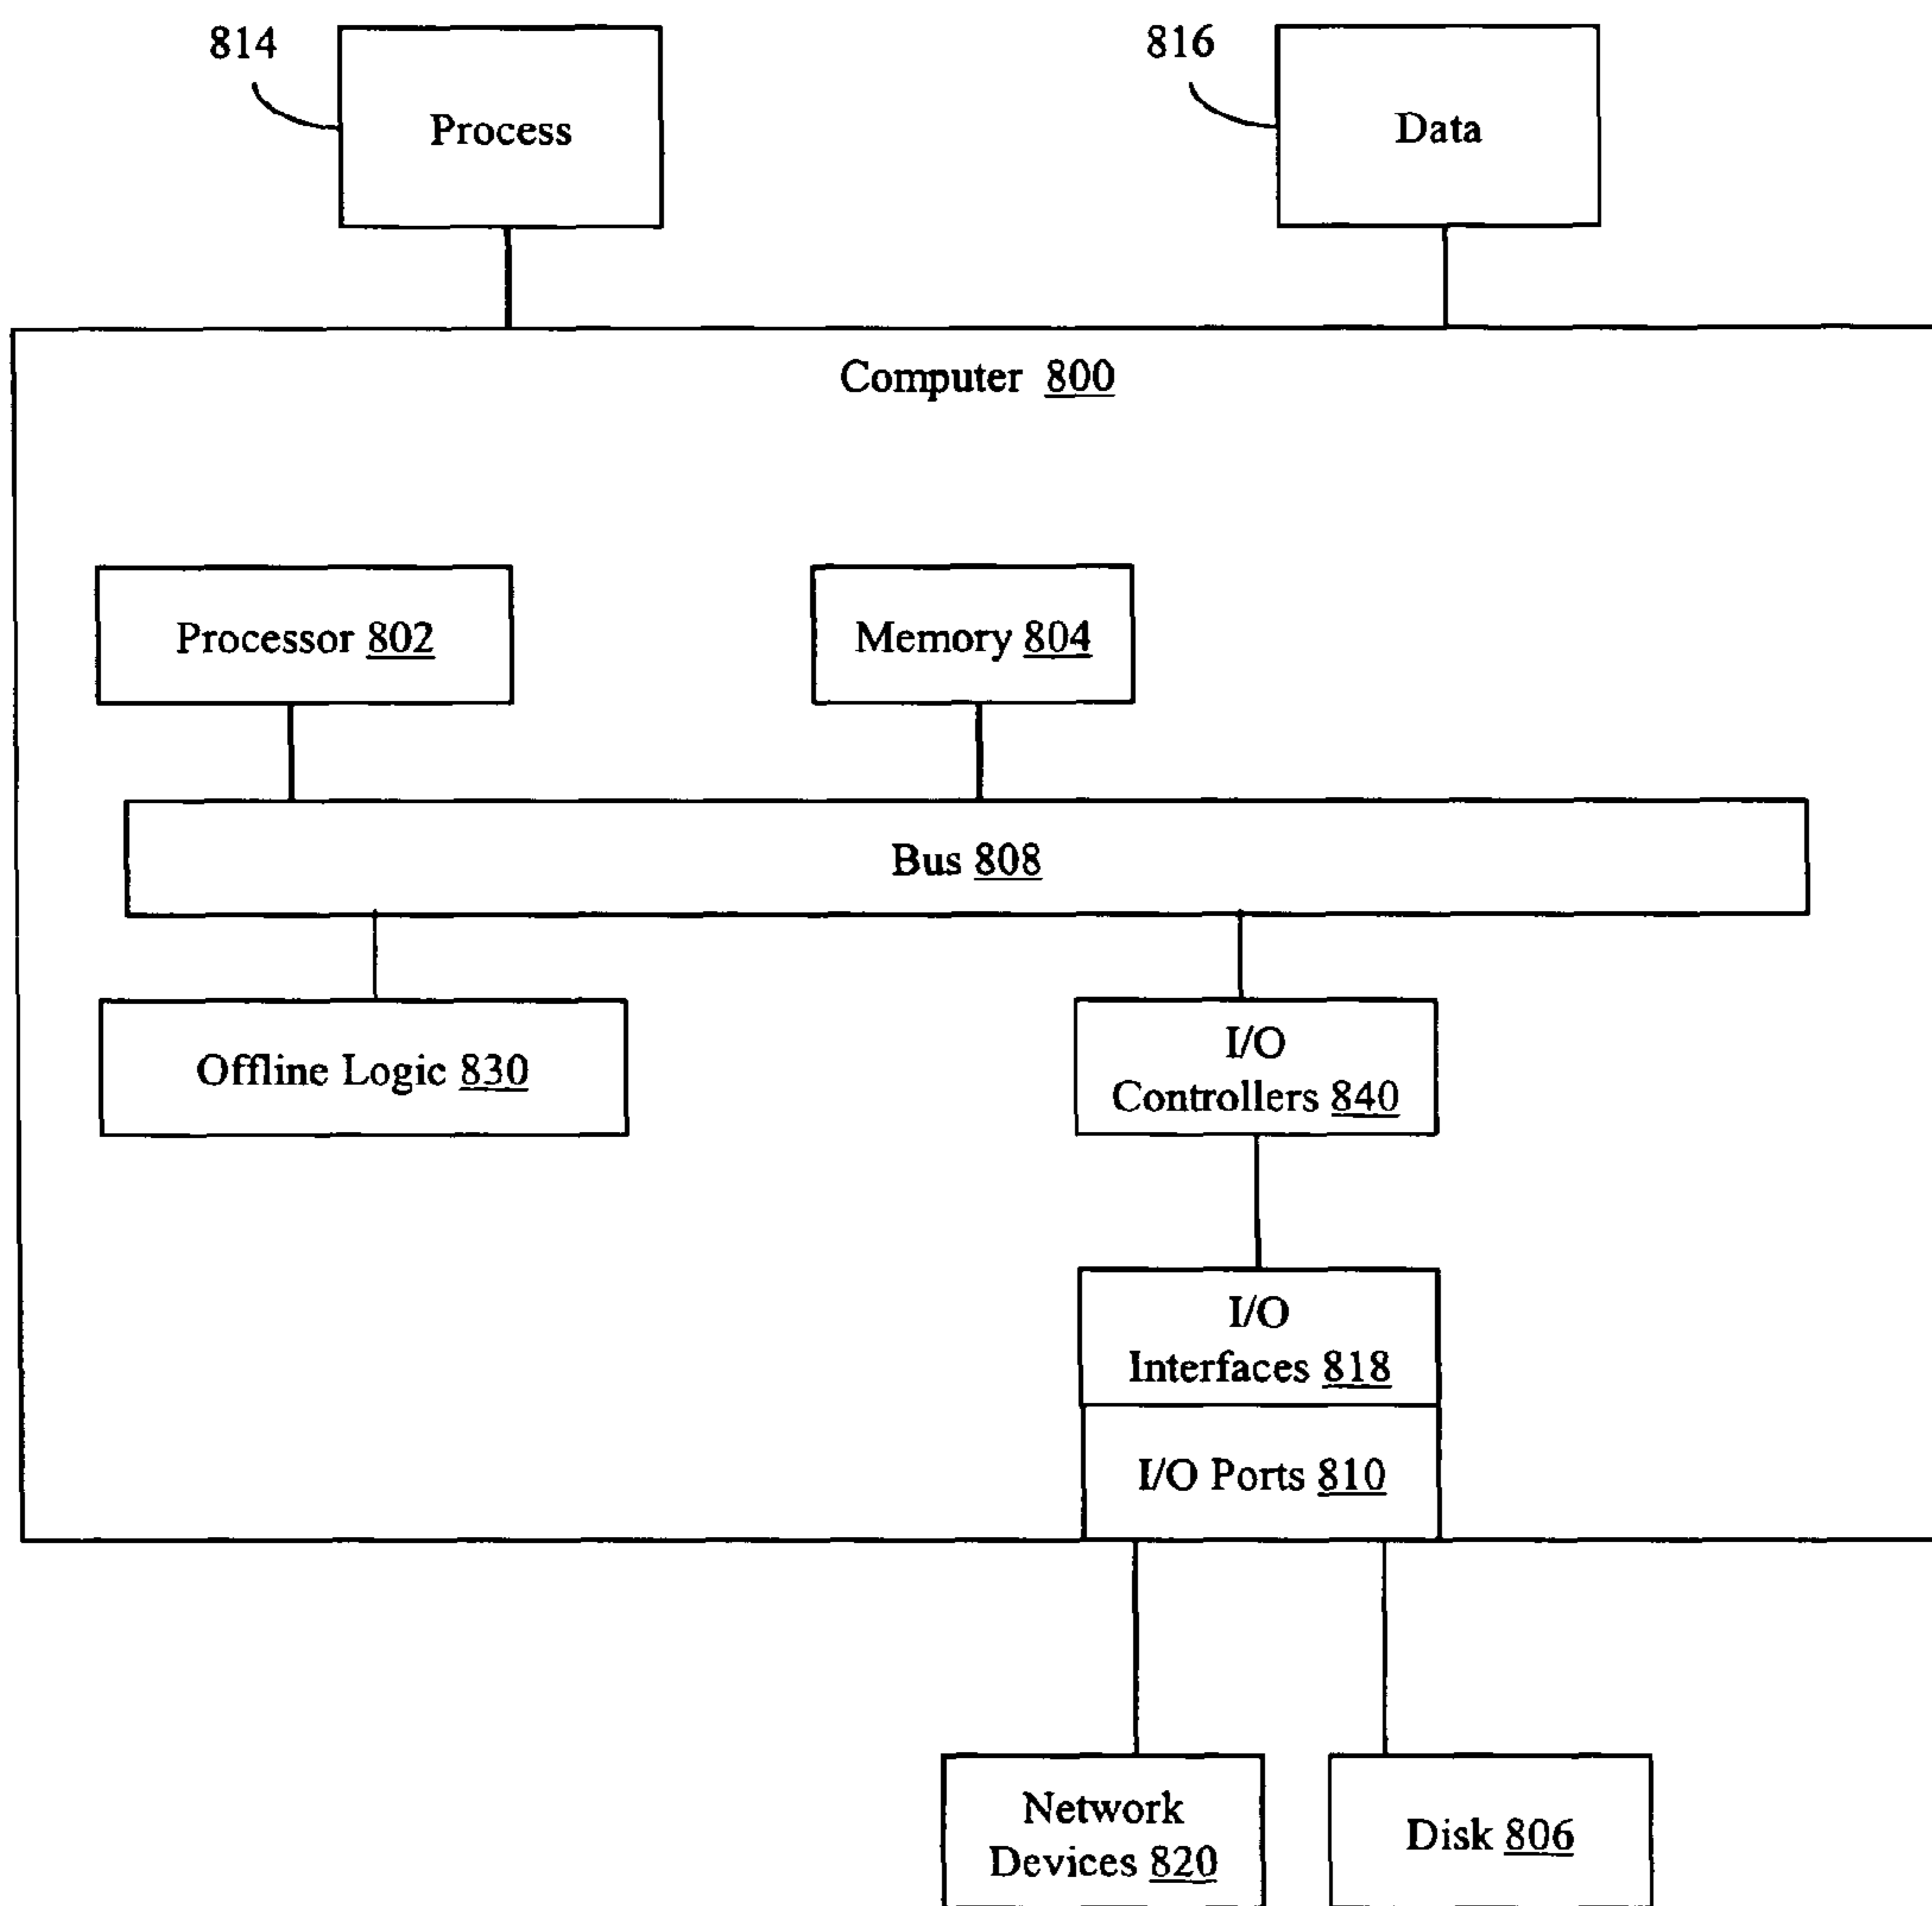 814
Process
816
Data
Computer 800
Processor 802
Memory 804
Bus 808
Offline Logic 830
I/O
Controllers 840
I/O
Interfaces 818
I/O Ports 810
Network
Devices 820
Disk 806